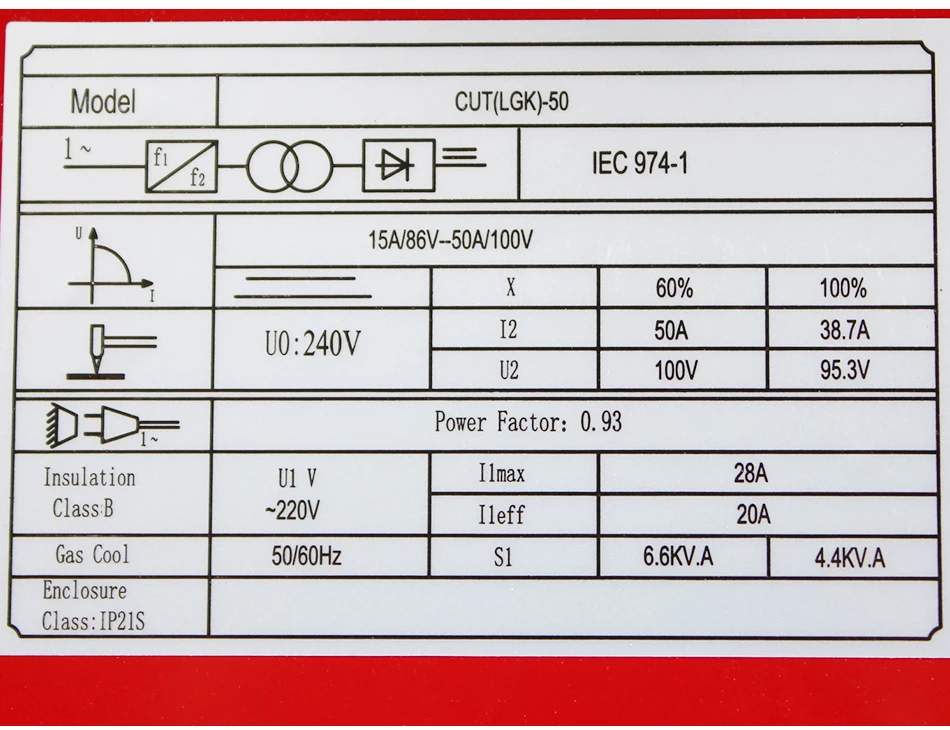 Model
CUT(LGK)-50
1~
f1
f2
IEC 974-1
U
I
15A/86V--50A/100V
X 60% 100%
U0:240V
I2 50A 38.7A
U2 100V 95.3V
1~
Power Factor: 0.93
Insulation
Class:B
U1 V
~220V
I1max 28A
I1eff 20A
Gas Cool 50/60Hz S1 6.6KV.A 4.4KV.A
Enclosure
Class:IP21S